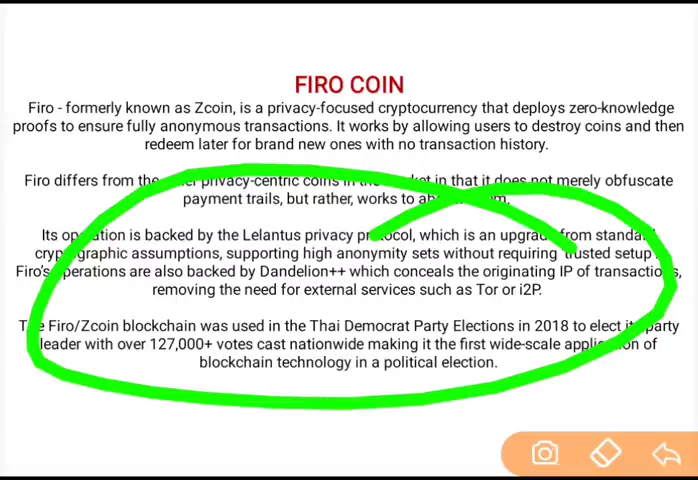 FIRO COIN
Firo - formerly known as Zcoin, is a privacy-focused cryptocurrency that deploys zero-knowledge
proofs to ensure fully anonymous transactions. It works by allowing users to destroy coins and then
redeem later for brand new ones with no transaction history.
Firo differs from the privacy-centric coins in the market in that it does not merely obfuscate
payment trails, but rather, works to
Its operation is backed by the Lelantus privacy protocol, which is an upgrade from standard
cryptographic assumptions, supporting high anonymity sets without requiring trusted setup.
Firo's operations are also backed by Dandelion++ which conceals the originating IP of transactions,
removing the need for external services such as Tor or i2P.
The Firo/Zcoin blockchain was used in the Thai Democrat Party Elections in 2018 to elect its party
leader with over 127,000+ votes cast nationwide making it the first wide-scale application of
blockchain technology in a political election.